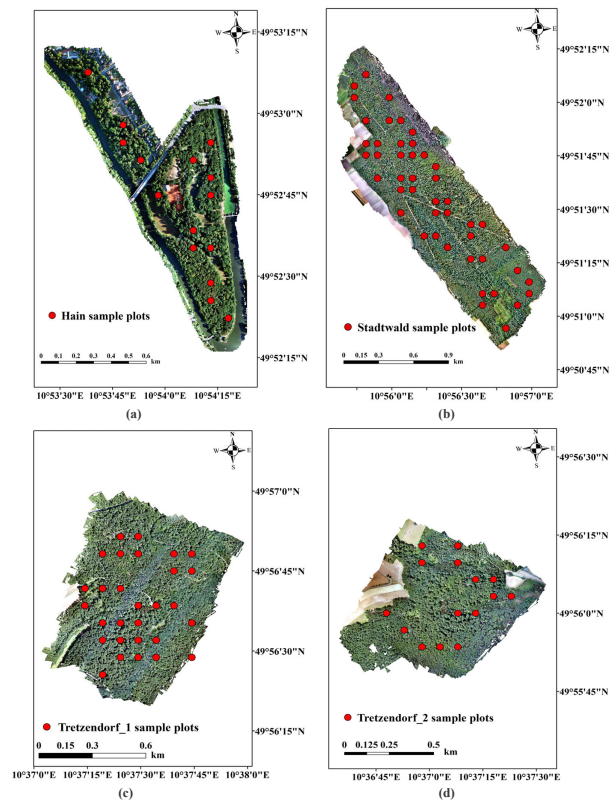 N
W E
S
49°53'15"N
49°53'0"N
49°52'45"N
49°52'30"N
49°52'15"N
Hain sample plots
0 0.1 0.2 0.3 0.4 0.5 0.6
km
10°53'30"E 10°53'45"E 10°54'0"E 10°54'15"E
(a)
N
W E
S
49°52'15"N
49°52'0"N
49°51'45"N
49°51'30"N
49°51'15"N
49°51'0"N
49°50'45"N
Stadtwald sample plots
0 0.15 0.3 0.6 0.9
km
10°56'0"E 10°56'30"E 10°57'0"E
(b)
N
W E
S
49°57'0"N
49°56'45"N
49°56'30"N
49°56'15"N
Tretzendorf_1 sample plots
0 0.15 0.3 0.6
km
10°37'0"E 10°37'15"E 10°37'30"E 10°37'45"E 10°38'0"E
(c)
N
W E
S
49°56'30"N
49°56'15"N
49°56'0"N
49°55'45"N
Tretzendorf_2 sample plots
0 0.125 0.25 0.5
km
10°36'45"E 10°37'0"E 10°37'15"E 10°37'30"E
(d)